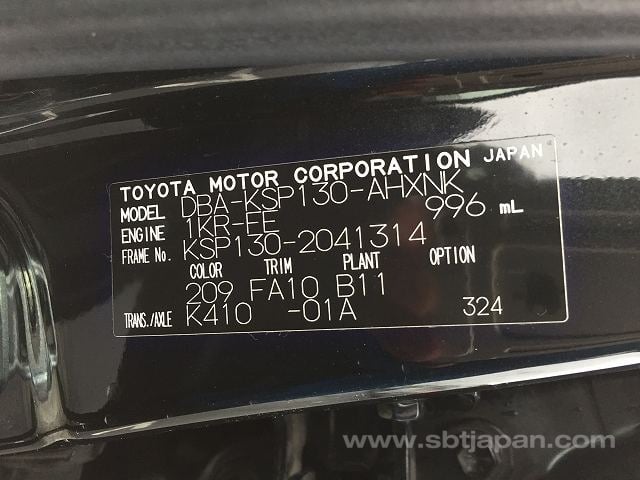 TOYOTA MOTOR CORPORATION JAPAN
MODEL DBA-KSP130-AHXNK
ENGINE 1KR-FE 996 mL
FRAME No. KSP130-2041314
COLOR TRIM PLANT OPTION
209 FA10 B11
TRANS./AXLE K410 -01A 324
www.sbtjapan.com